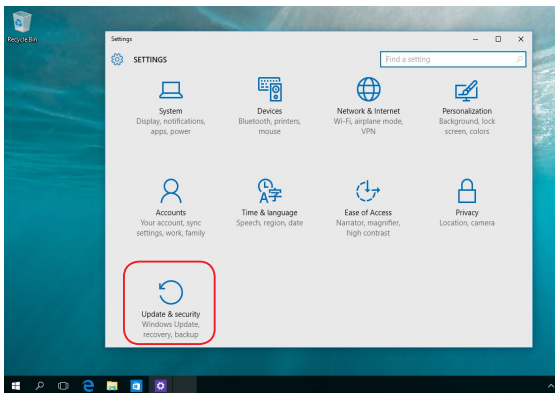 Recycle Bin
Settings
SETTINGS
Find a setting
System
Display, notifications,
apps, power
Devices
Bluetooth, printers,
mouse
Network & Internet
Wi-Fi, airplane mode,
VPN
Personalization
Background, lock
screen, colors
Accounts
Your account, sync
settings, work, family
Time & language
Speech, region, date
Ease of Access
Narrator, magnifier,
high contrast
Privacy
Location, camera
Update & security
Windows Update,
recovery, backup